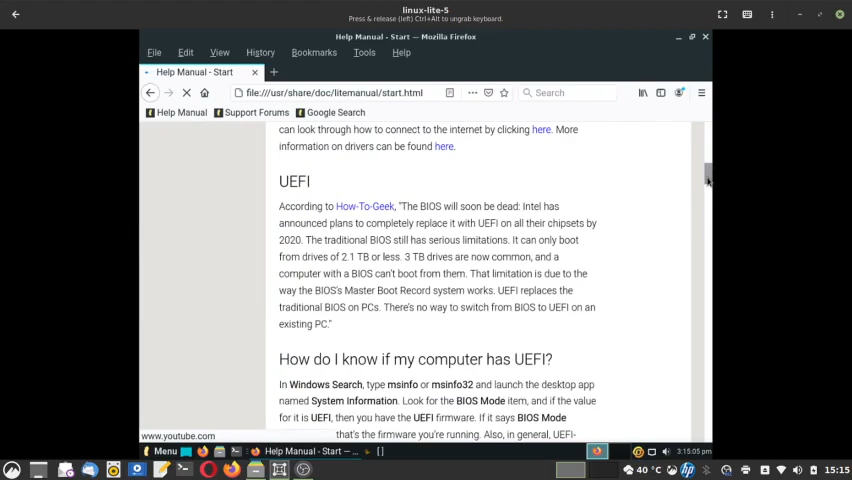 linux-lite-5
Press & release (left) Ctrl+Alt to ungrab keyboard.
Help Manual - Start — Mozilla Firefox
File Edit View History Bookmarks Tools Help
Help Manual - Start
file:///usr/share/doc/litemanual/start.html
Search
Help Manual Support Forums Google Search
can look through how to connect to the internet by clicking here. More
information on drivers can be found here.
UEFI
According to How-To-Geek, “The BIOS will soon be dead: Intel has
announced plans to completely replace it with UEFI on all their chipsets by
2020. The traditional BIOS still has serious limitations. It can only boot
from drives of 2.1 TB or less. 3 TB drives are now common, and a
computer with a BIOS can’t boot from them. That limitation is due to the
way the BIOS’s Master Boot Record system works. UEFI replaces the
traditional BIOS on PCs. There’s no way to switch from BIOS to UEFI on an
existing PC.”
How do I know if my computer has UEFI?
In Windows Search, type msinfo or msinfo32 and launch the desktop app
named System Information. Look for the BIOS Mode item, and if the value
for it is UEFI, then you have the UEFI firmware. If it says BIOS Mode
that’s the firmware you’re running. Also, in general, UEFI-
www.youtube.com
Menu Help Manual - Start — ... [] 3:15:05 pm
40 °C hp 15:15